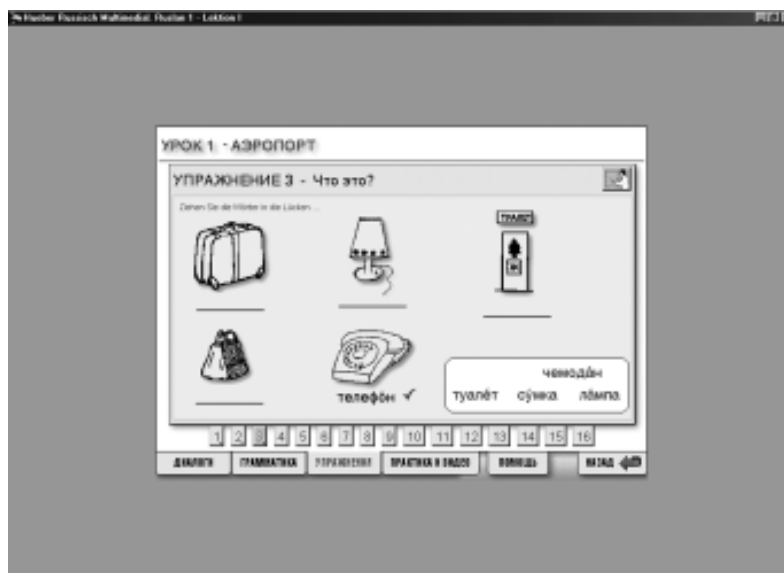 Hueber Russisch Multimedial: Ruslan 1 - Lektion 1
УРОК 1. - АЭРОПОРТ
УПРАЖНЕНИЕ 3 - Что это?
Ziehen Sie die Wörter in die Lücken ...
ТУАЛЕТ
телефо́н ✓
чемода́н
туале́т су́мка ла́мпа
1 2 3 4 5 6 7 8 9 10 11 12 13 14 15 16
ДИАЛОГИ ГРАММАТИКА УПРАЖНЕНИЯ ПРАКТИКА И ВИДЕО ПОМОЩЬ НАЗАД